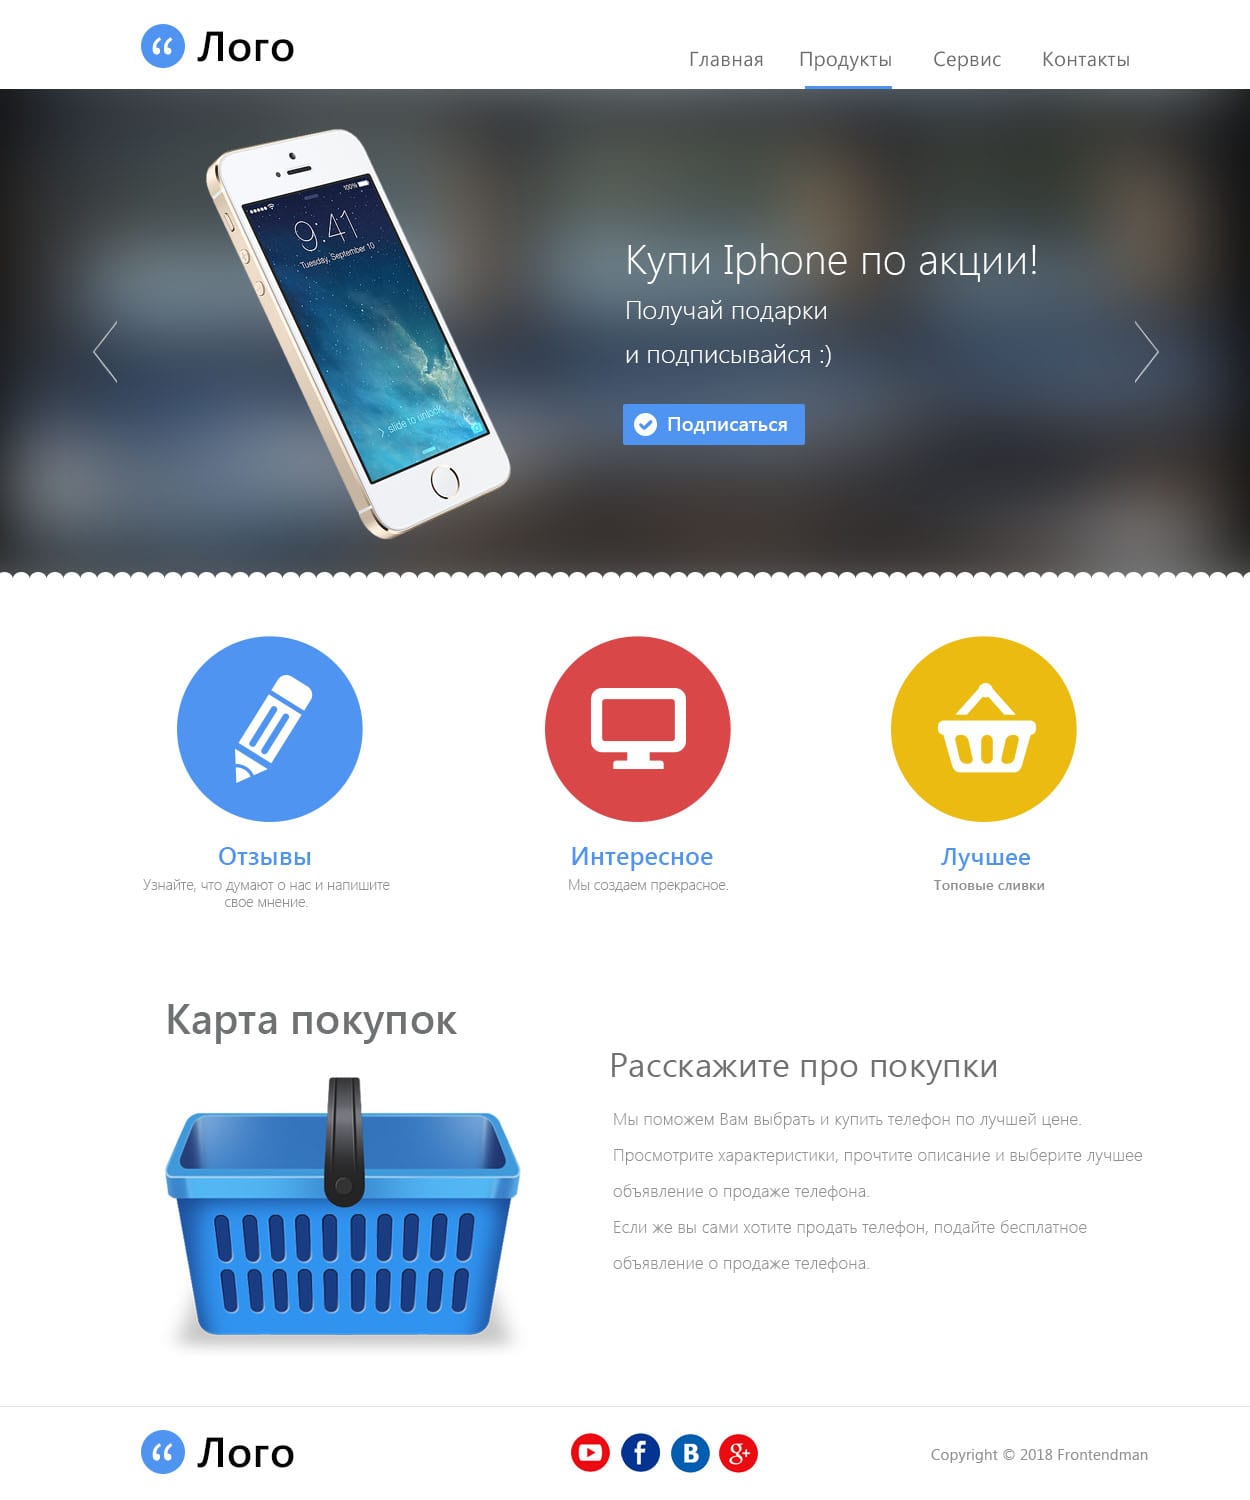 Лого
Главная Продукты Сервис Контакты
100%
9:41
Tuesday, September 10
slide to unlock
Купи Iphone по акции!
Получай подарки
и подписывайся :)
Подписаться
Отзывы
Узнайте, что думают о нас и напишите
свое мнение.
Интересное
Мы создаем прекрасное.
Лучшее
Топовые сливки
Карта покупок
Расскажите про покупки
Мы поможем Вам выбрать и купить телефон по лучшей цене.
Просмотрите характеристики, прочтите описание и выберите лучшее
объявление о продаже телефона.
Если же вы сами хотите продать телефон, подайте бесплатное
объявление о продаже телефона.
Лого
f B g+
Copyright © 2018 Frontendman